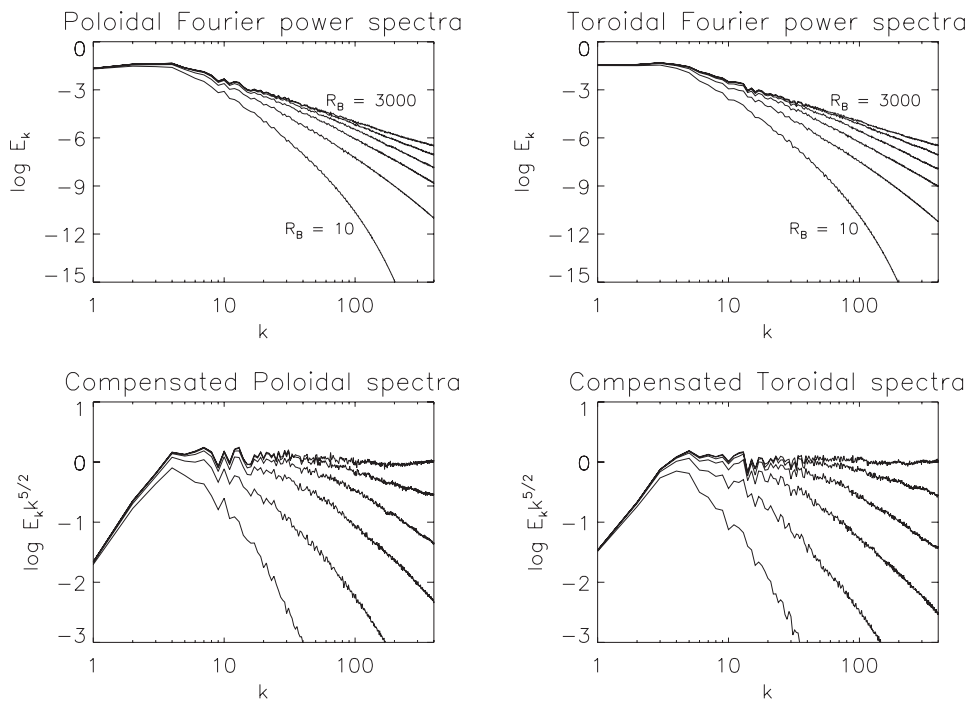 Poloidal Fourier power spectra
0
−3
−6
−9
−12
−15
log E_k
R_B = 3000
R_B = 10
1
10
100
k
Toroidal Fourier power spectra
0
−3
−6
−9
−12
−15
log E_k
R_B = 3000
R_B = 10
1
10
100
k
Compensated Poloidal spectra
1
0
−1
−2
−3
log E_k k^5/2
1
10
100
k
Compensated Toroidal spectra
1
0
−1
−2
−3
log E_k k^5/2
1
10
100
k